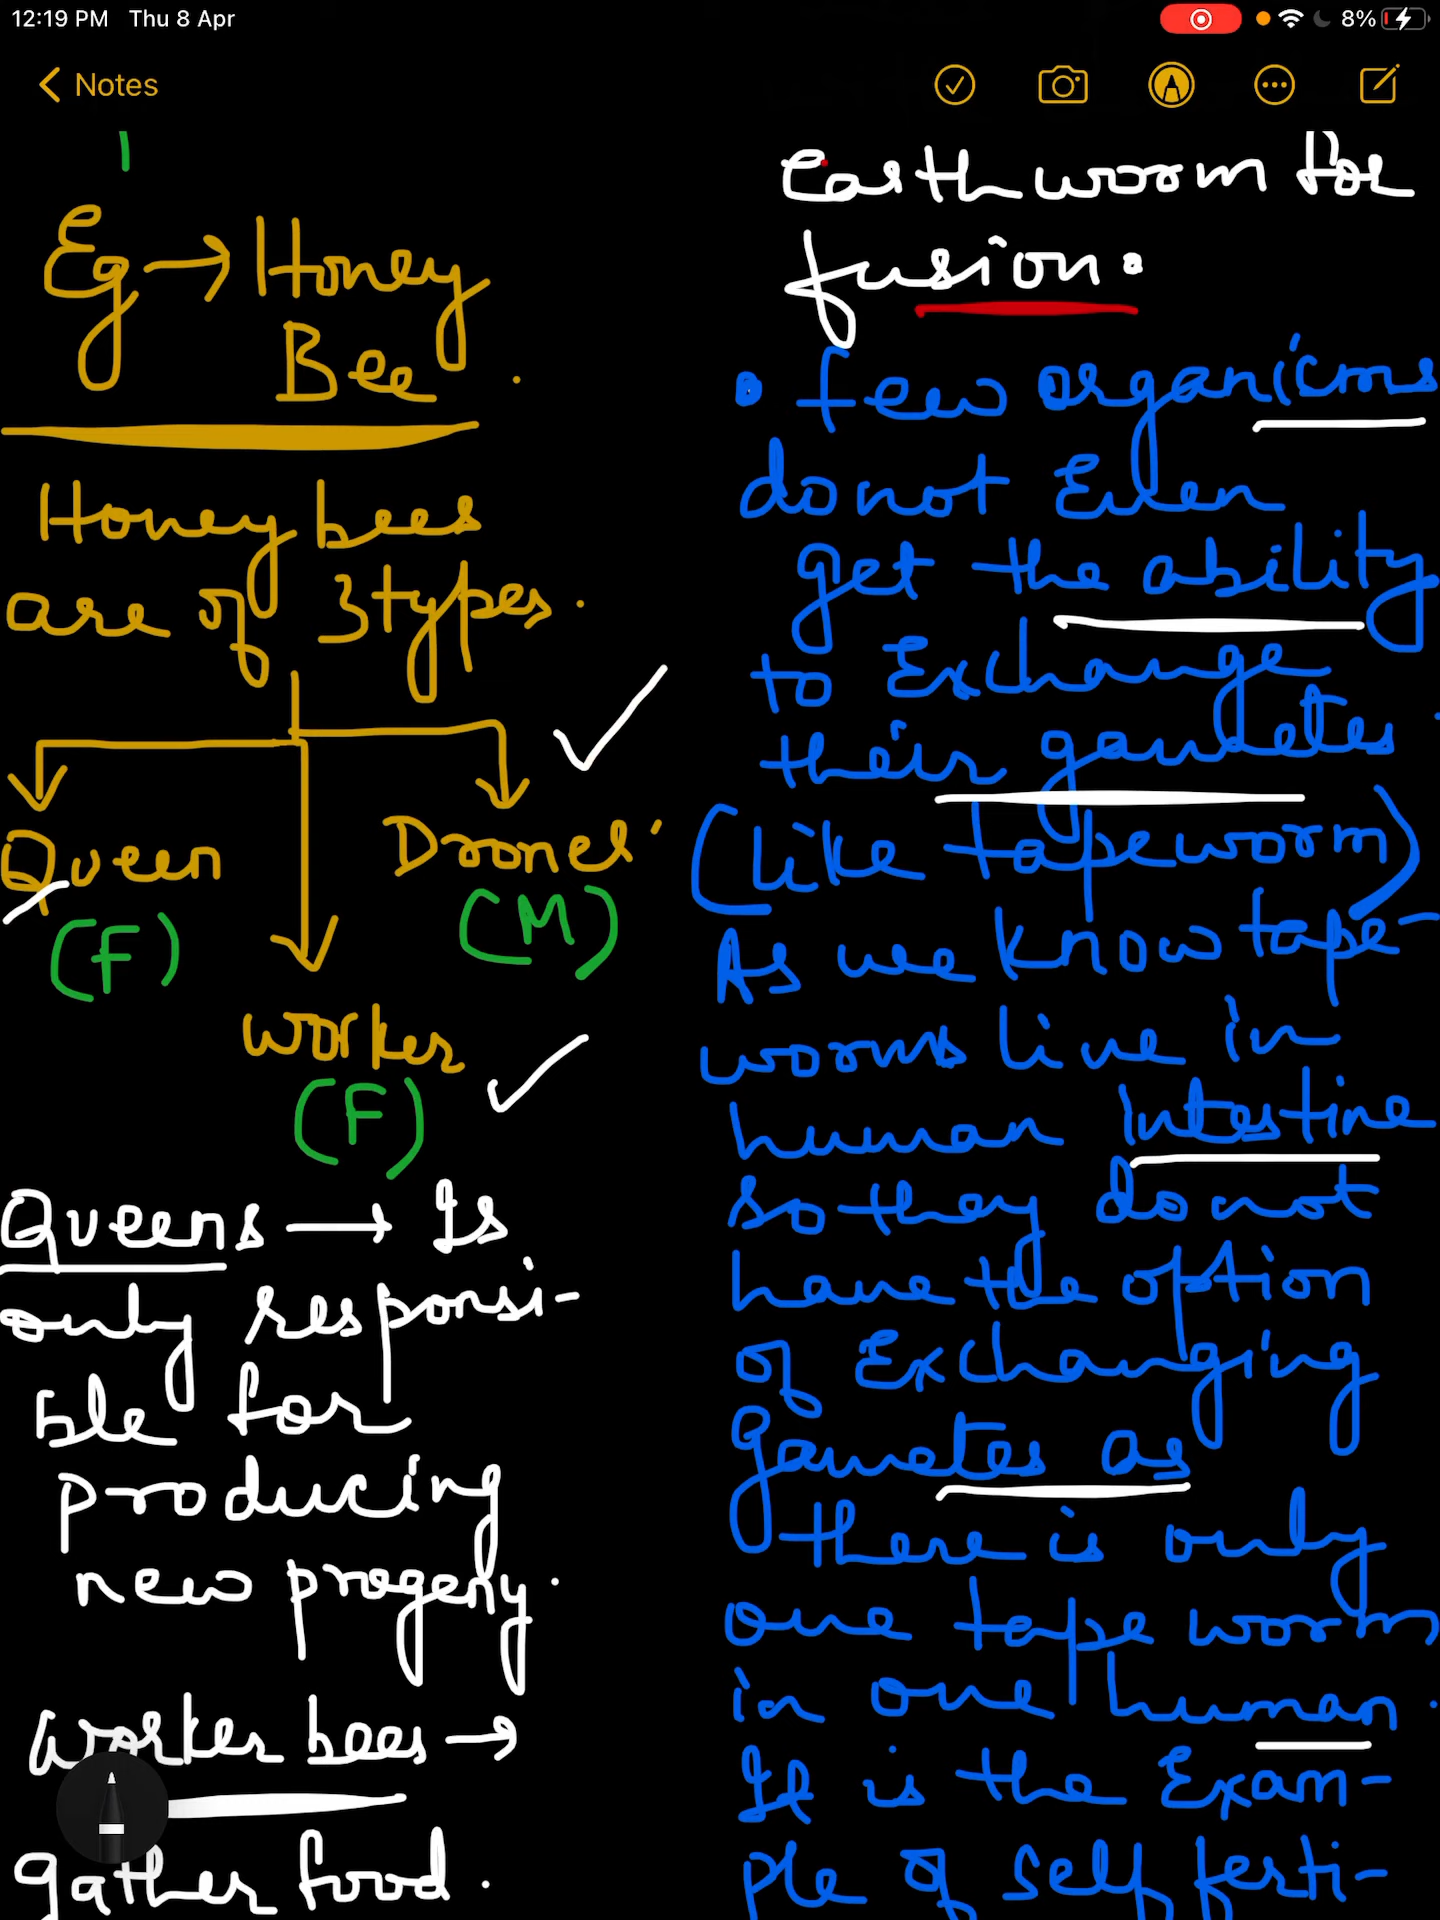 12:19 PM Thu 8 Apr
8%
Notes
Eg → Honey
Bee .
Honey bees
are of 3 types.
Queen
(F)
Drones
(M)
Worker
(F)
Queens → Is
only responsi-
ble for
producing
new progeny.
Worker bees →
gather food.
Earthworm for
fusion.
• few organisms
do not Even
get the ability
to Exchange
their gametes
(like tapeworm)
As we know tape-
worms live in
human Intestine
so they do not
have the option
of Exchanging
Gametes as
there is only
one tape worm
in one human.
It is the Exam-
ple of self ferti-